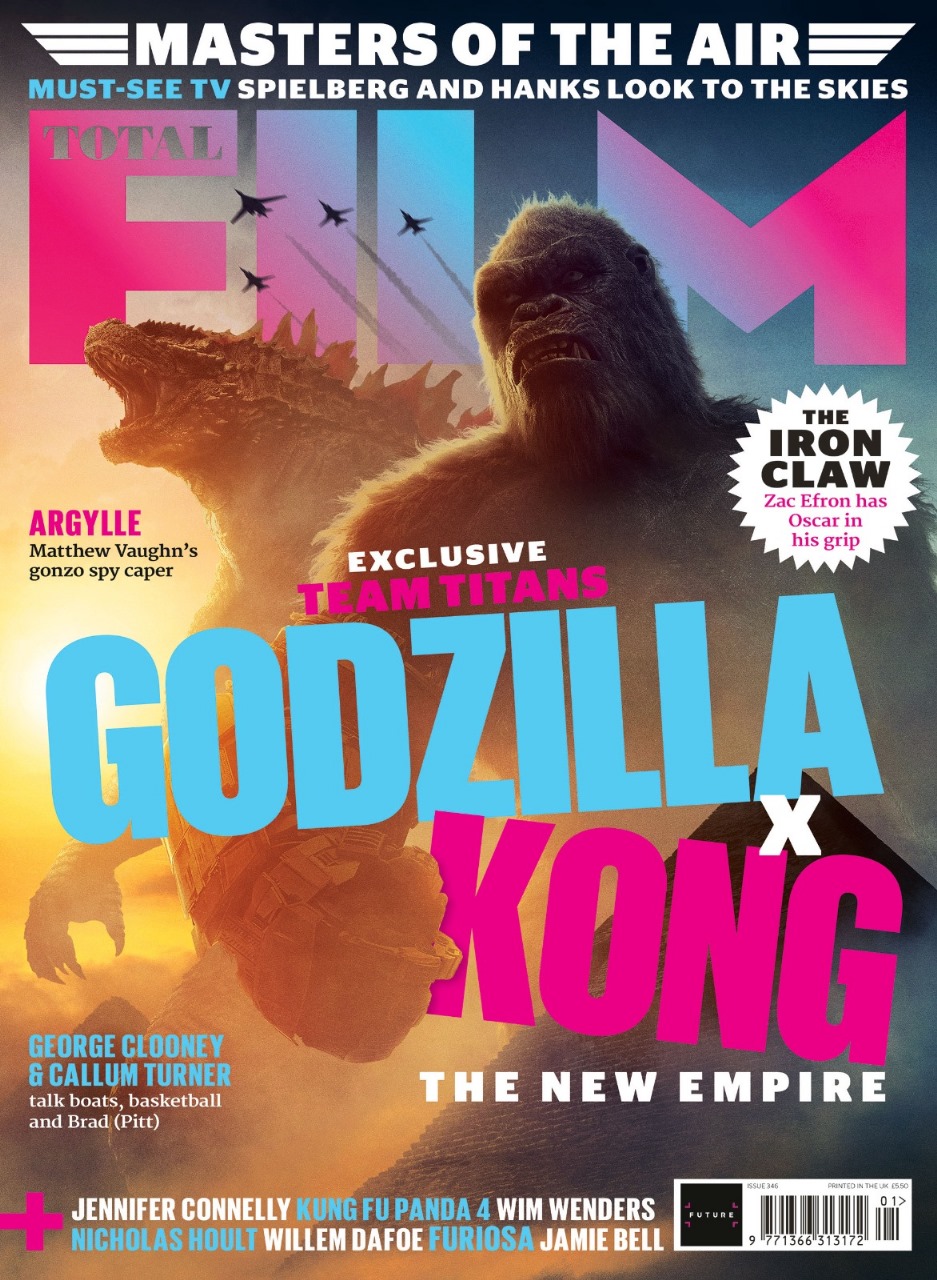 MASTERS OF THE AIR
MUST-SEE TV SPIELBERG AND HANKS LOOK TO THE SKIES
TOTAL
FILM
THE
IRON
CLAW
Zac Efron has
Oscar in
his grip
ARGYLLE
Matthew Vaughn's
gonzo spy caper
EXCLUSIVE
TEAM TITANS
GODZILLA
X
KONG
THE NEW EMPIRE
GEORGE CLOONEY
& CALLUM TURNER
talk boats, basketball
and Brad (Pitt)
+ JENNIFER CONNELLY KUNG FU PANDA 4 WIM WENDERS
NICHOLAS HOULT WILLEM DAFOE FURIOSA JAMIE BELL
FUTURE
ISSUE 346
PRINTED IN THE UK £5.50
01>
9 771366 313172